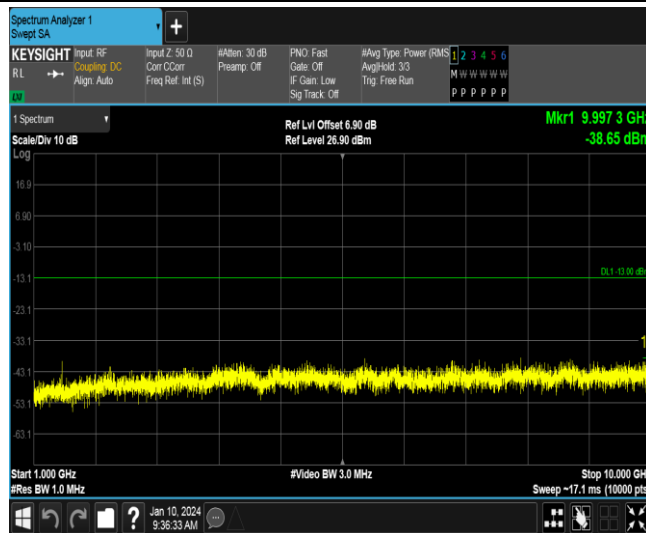 Spectrum Analyzer 1
Swept SA
+
KEYSIGHT
RL
Input: RF
Coupling: DC
Align: Auto
Input Z: 50 Ω
Corr CCorr
Freq Ref: Int (S)
#Atten: 30 dB
Preamp: Off
PNO: Fast
Gate: Off
IF Gain: Low
Sig Track: Off
#Avg Type: Power (RMS
Avg|Hold: 3/3
Trig: Free Run
1 2 3 4 5 6
M W W W W W
P P P P P P
1 Spectrum
Scale/Div 10 dB
Ref Lvl Offset 6.90 dB
Ref Level 26.90 dBm
Mkr1 9.997 3 GHz
-38.65 dBm
Log
16.9
6.90
-3.10
-13.1
DL1 -13.00 dBm
-23.1
-33.1
1
-43.1
-53.1
-63.1
Start 1.000 GHz
#Res BW 1.0 MHz
#Video BW 3.0 MHz
Stop 10.000 GH
Sweep ~17.1 ms (10000 pts
?
Jan 10, 2024
9:36:33 AM